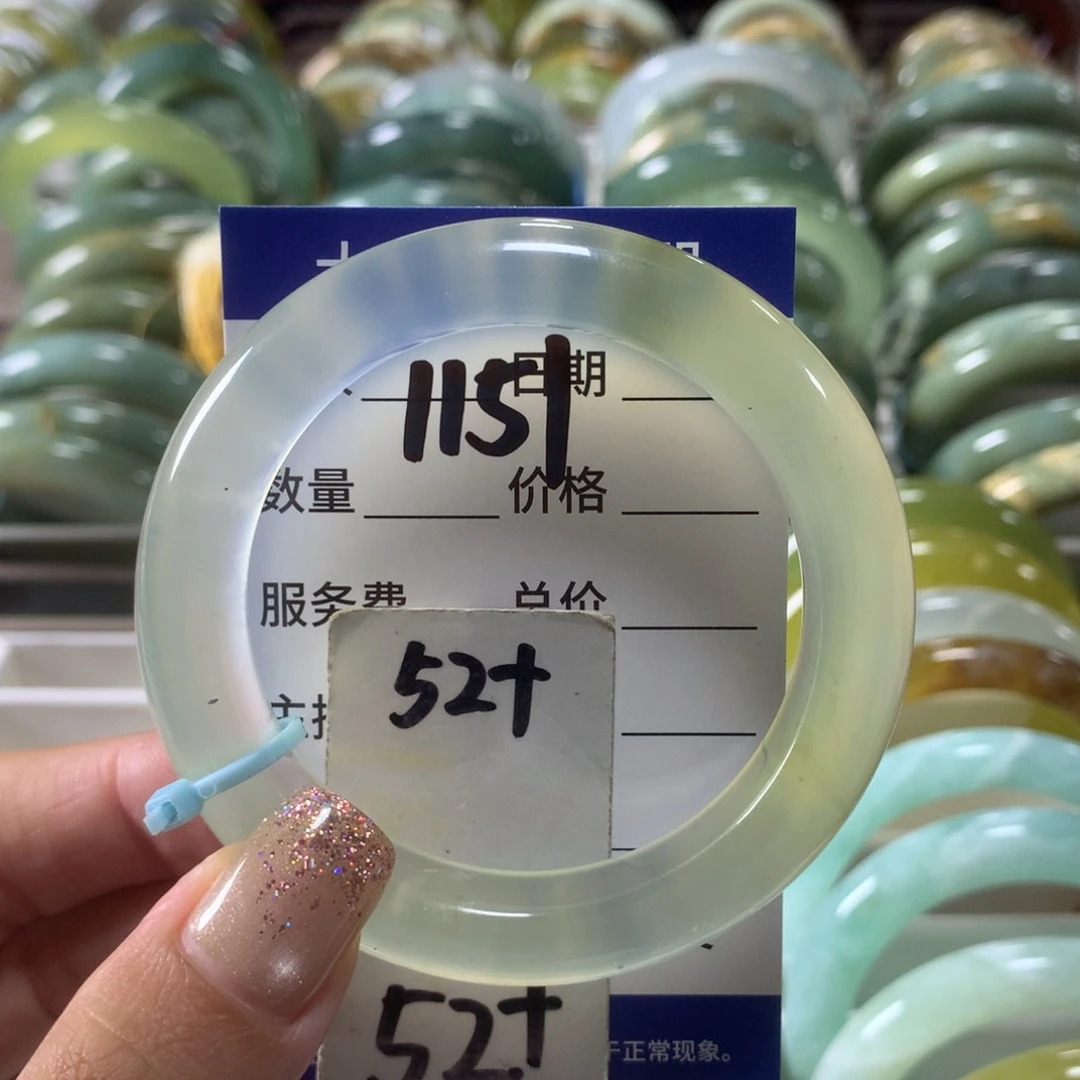 1151 日期
数量 价格
服务费 总价
主
52+
52+
于正常现象。